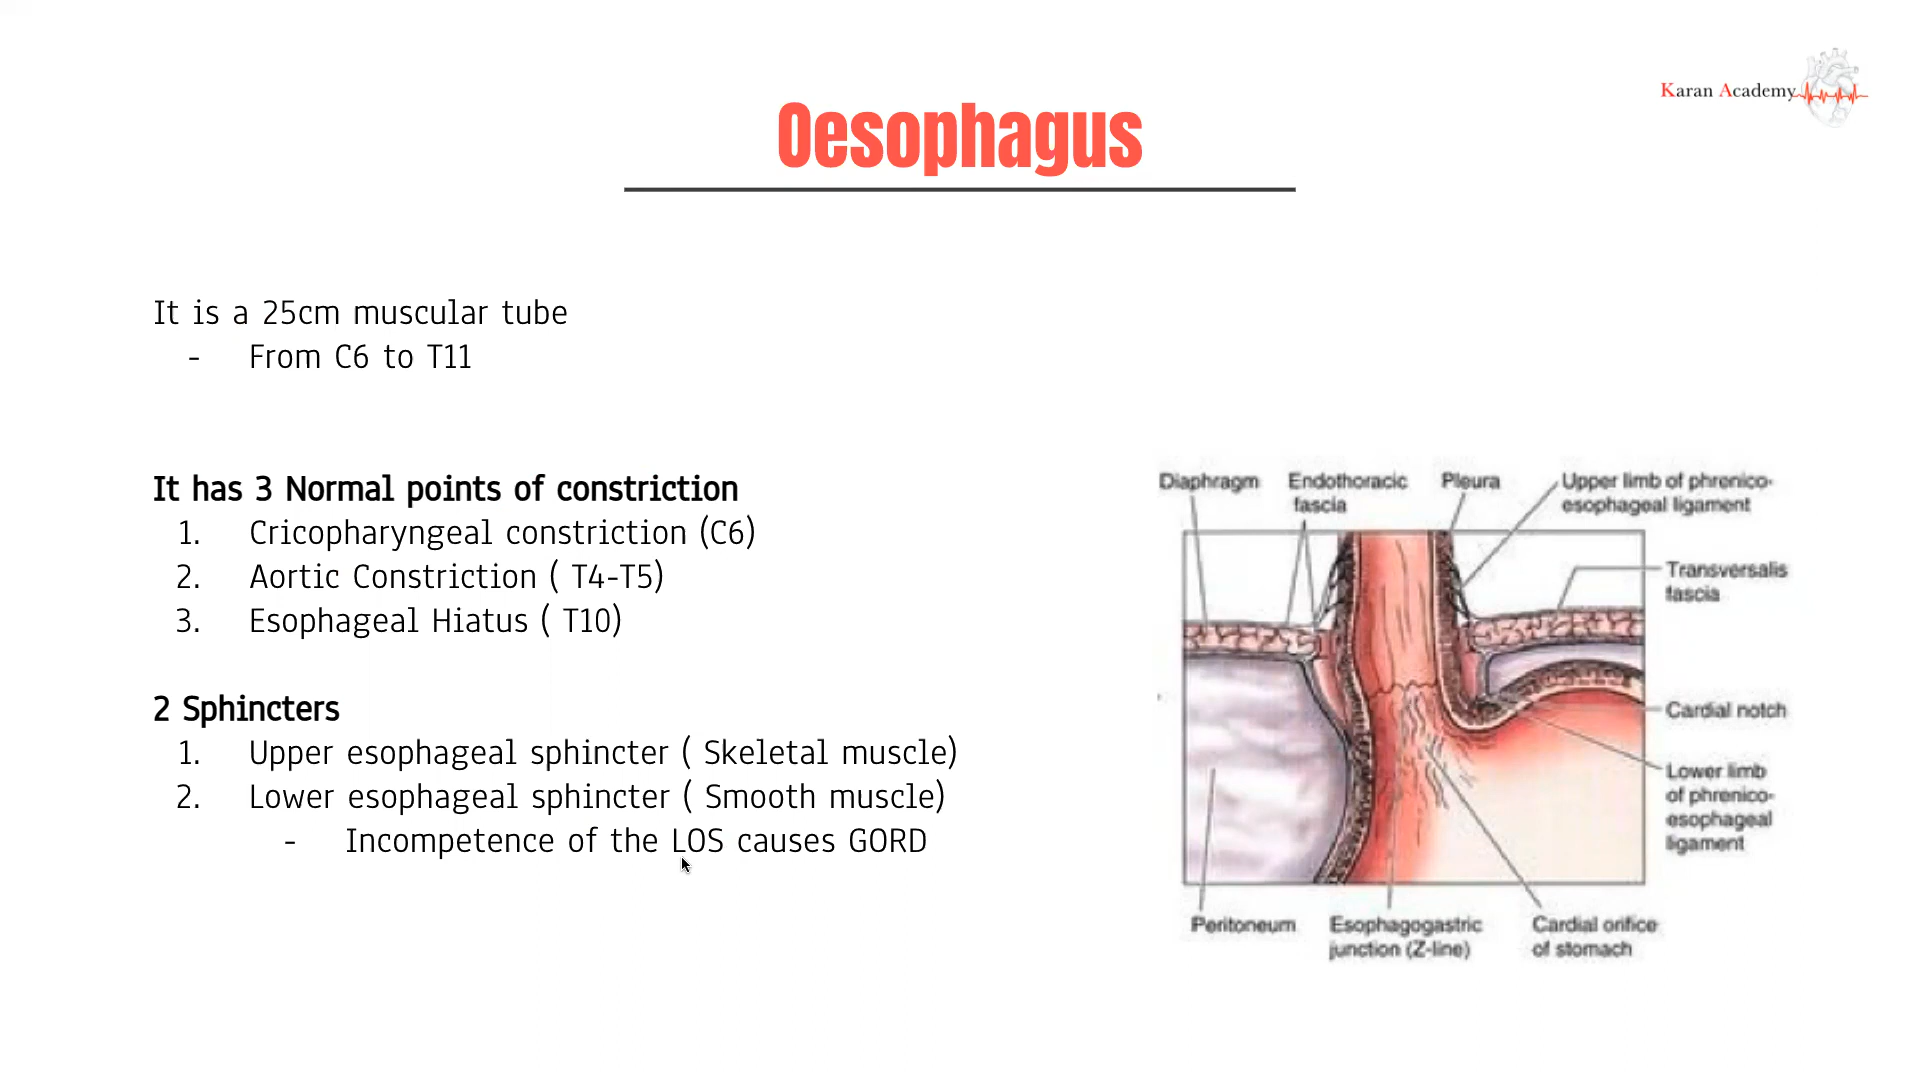 Karan Academy
Oesophagus
It is a 25cm muscular tube
- From C6 to T11
It has 3 Normal points of constriction
1. Cricopharyngeal constriction (C6)
2. Aortic Constriction ( T4-T5)
3. Esophageal Hiatus ( T10)
2 Sphincters
1. Upper esophageal sphincter ( Skeletal muscle)
2. Lower esophageal sphincter ( Smooth muscle)
- Incompetence of the LOS causes GORD
Diaphragm
Endothoracic
fascia
Pleura
Upper limb of phrenico-
esophageal ligament
Transversalis
fascia
Cardial notch
Lower limb
of phrenico-
esophageal
ligament
Peritoneum
Esophagogastric
junction (Z-line)
Cardial orifice
of stomach